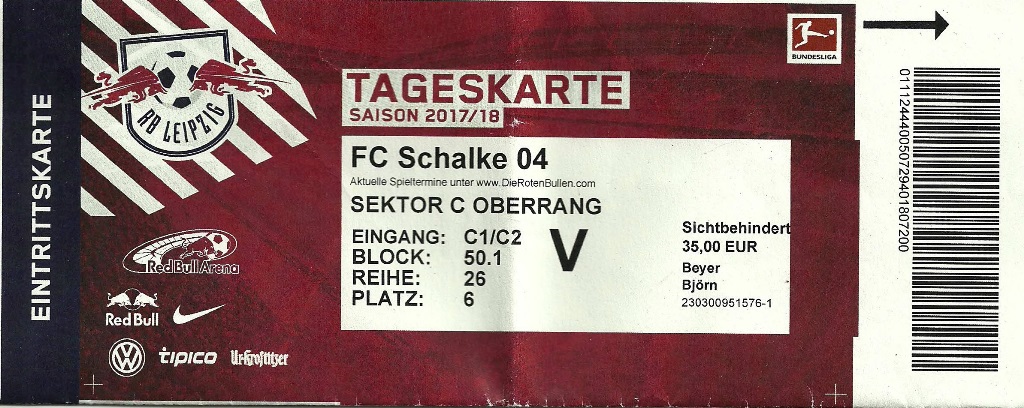 EINTRITTSKARTE
RB LEIPZIG
BUNDESLIGA
TAGESKARTE
SAISON 2017/18
FC Schalke 04
Aktuelle Spieltermine unter www.DieRotenBullen.com
SEKTOR C OBERRANG
EINGANG: C1/C2
BLOCK: 50.1
REIHE: 26
PLATZ: 6
V
Sichtbehindert
35,00 EUR
Beyer
Björn
230300951576-1
Red Bull Arena
Red Bull
tipico
Ur-Krostitzer
011124440050729401807200